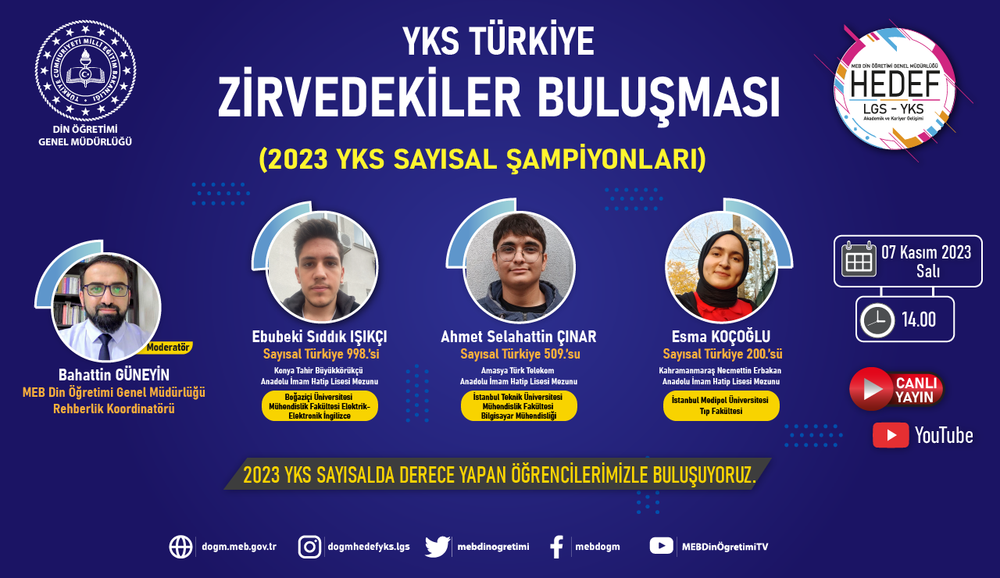 YKS TÜRKİYE
ZİRVEDEKİLER BULUŞMASI
(2023 YKS SAYISAL ŞAMPİYONLARI)
TÜRKİYE CUMHURİYETİ MİLLİ EĞİTİM BAKANLIĞI
DİN ÖĞRETİMİ
GENEL MÜDÜRLÜĞÜ
MEB DİN ÖĞRETİMİ GENEL MÜDÜRLÜĞÜ
HEDEF
LGS - YKS
Akademik ve Kariyer Gelişimi
Moderatör
Bahattin GÜNEYİN
MEB Din Öğretimi Genel Müdürlüğü
Rehberlik Koordinatörü
Ebubeki Sıddık IŞIKÇI
Sayısal Türkiye 998.'si
Konya Tahir Büyükkörükçü
Anadolu İmam Hatip Lisesi Mezunu
Boğaziçi Üniversitesi
Mühendislik Fakültesi Elektrik-
Elektronik İngilizce
Ahmet Selahattin ÇINAR
Sayısal Türkiye 509.'su
Amasya Türk Telekom
Anadolu İmam Hatip Lisesi Mezunu
İstanbul Teknik Üniversitesi
Mühendislik Fakültesi
Bilgisayar Mühendisliği
Esma KOÇOĞLU
Sayısal Türkiye 200.'sü
Kahramanmaraş Necmettin Erbakan
Anadolu İmam Hatip Lisesi Mezunu
İstanbul Medipol Üniversitesi
Tıp Fakültesi
07 Kasım 2023
Salı
14.00
CANLI
YAYIN
YouTube
2023 YKS SAYISALDA DERECE YAPAN ÖĞRENCİLERİMİZLE BULUŞUYORUZ.
dogm.meb.gov.tr
dogmhedefyks.lgs
mebdinogretimi
mebdogm
MEBDinÖgretimiTV